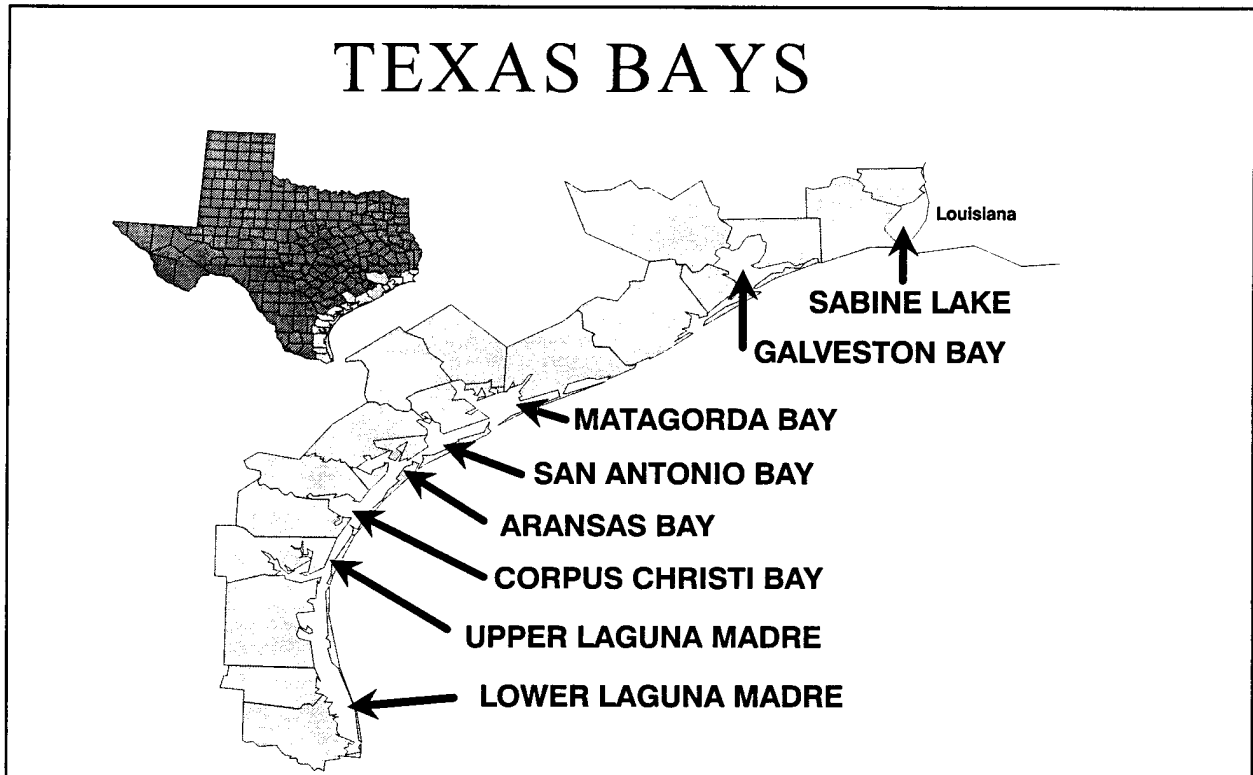 TEXAS BAYS
Louisiana
SABINE LAKE
GALVESTON BAY
MATAGORDA BAY
SAN ANTONIO BAY
ARANSAS BAY
CORPUS CHRISTI BAY
UPPER LAGUNA MADRE
LOWER LAGUNA MADRE